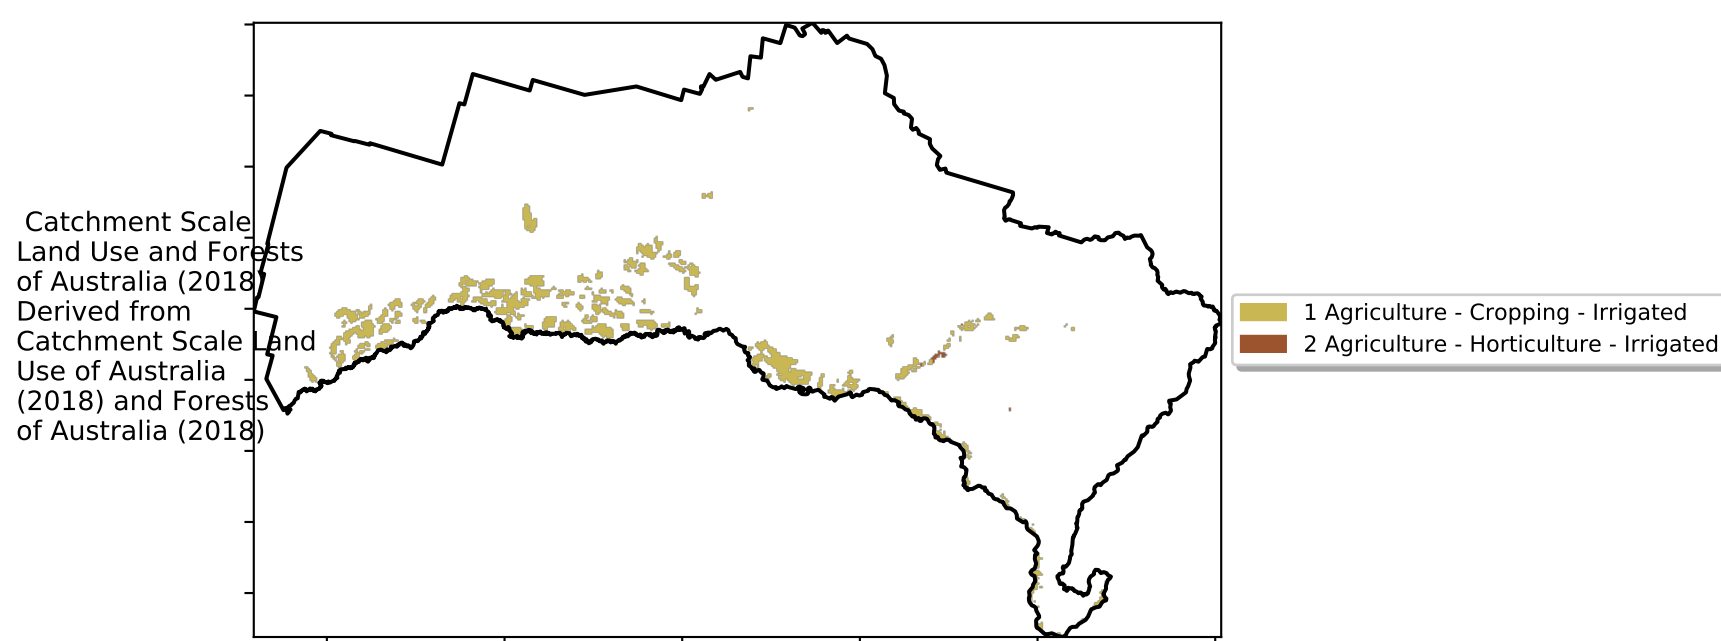 Catchment Scale
Land Use and Forests
of Australia (2018)
Derived from
Catchment Scale Land
Use of Australia
(2018) and Forests
of Australia (2018)
1 Agriculture - Cropping - Irrigated
2 Agriculture - Horticulture - Irrigated